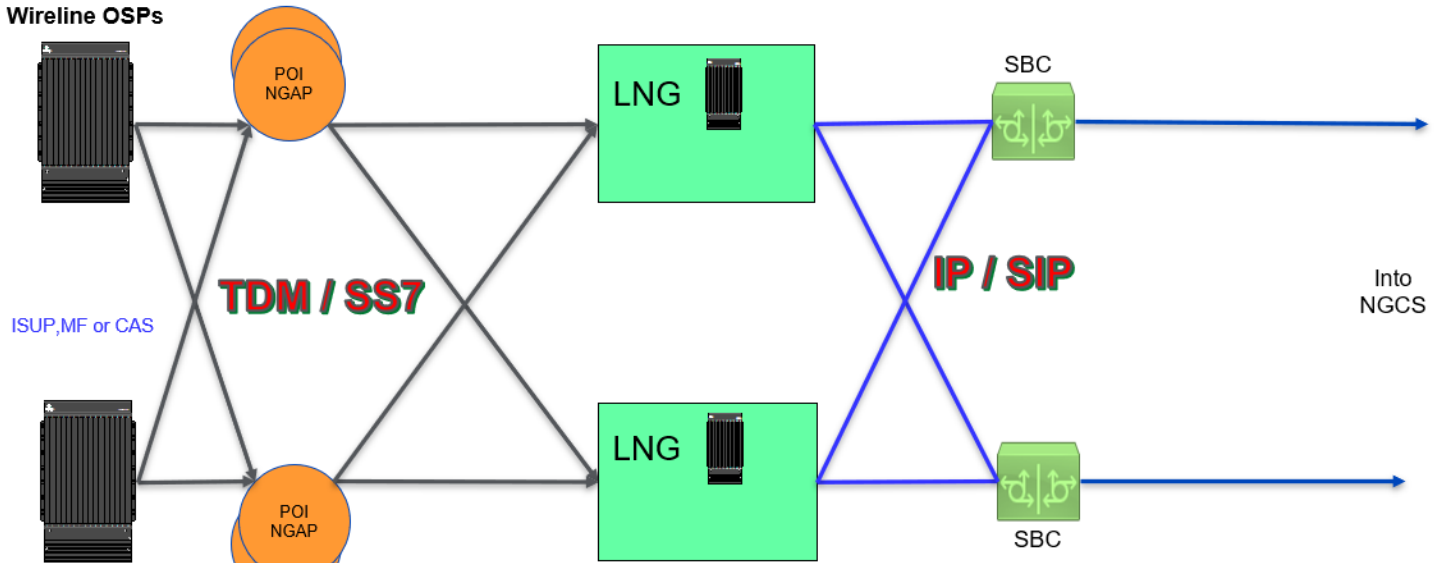 Wireline OSPs
POI
NGAP
LNG
SBC
TDM / SS7
IP / SIP
Into
NGCS
ISUP,MF or CAS
LNG
POI
NGAP
SBC